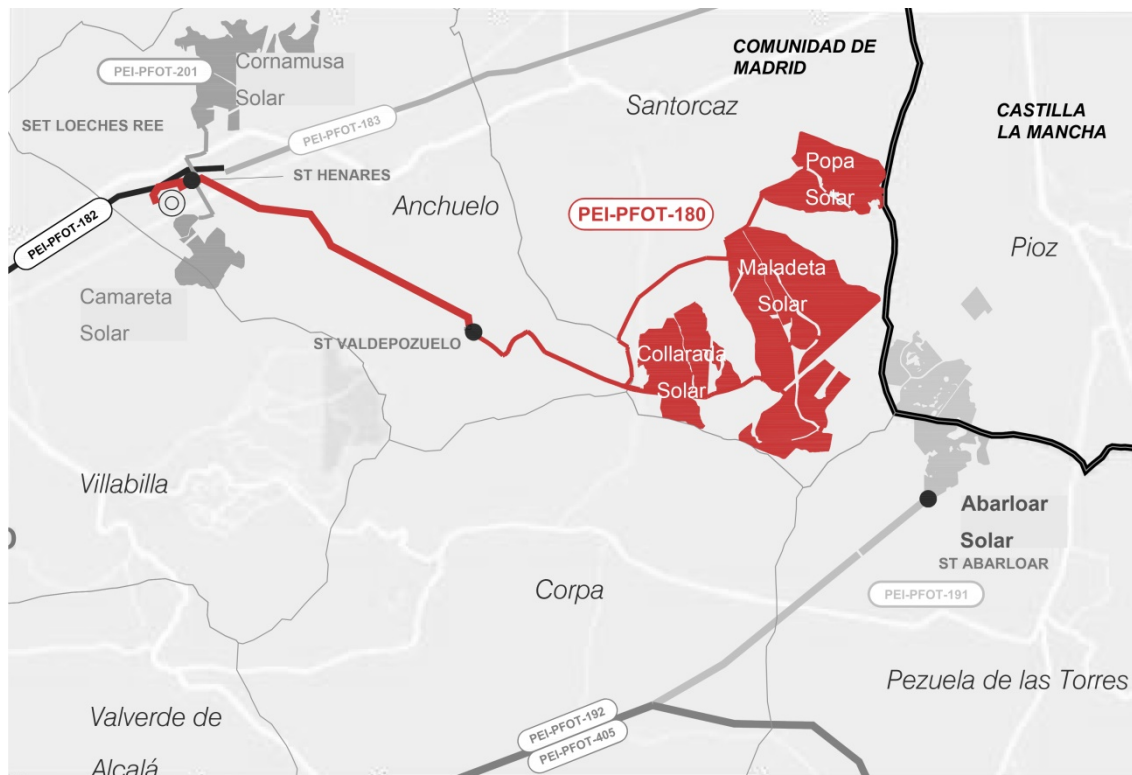 COMUNIDAD DE
MADRID
PEI-PFOT-201
Cornamusa
Solar
Santorcaz
CASTILLA
LA MANCHA
SET LOECHES REE
PEI-PFOT-183
ST HENARES
Popa
Solar
Anchuelo
PEI-PFOT-180
PEI-PFOT-182
Pioz
Maladeta
Solar
Camareta
Solar
ST VALDEPOZUELO
Collarada
Solar
Villabilla
Abarloar
Solar
ST ABARLOAR
Corpa
PEI-PFOT-191
Pezuela de las Torres
Valverde de
Alcalá
PEI-PFOT-192
PEI-PFOT-405